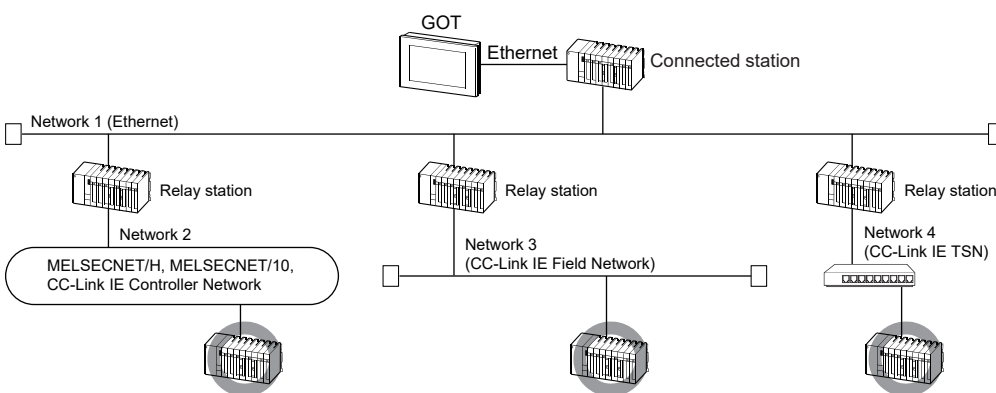 GOT
Ethernet
Connected station
Network 1 (Ethernet)
Relay station
Relay station
Relay station
Network 2
MELSECNET/H, MELSECNET/10,
CC-Link IE Controller Network
Network 3
(CC-Link IE Field Network)
Network 4
(CC-Link IE TSN)